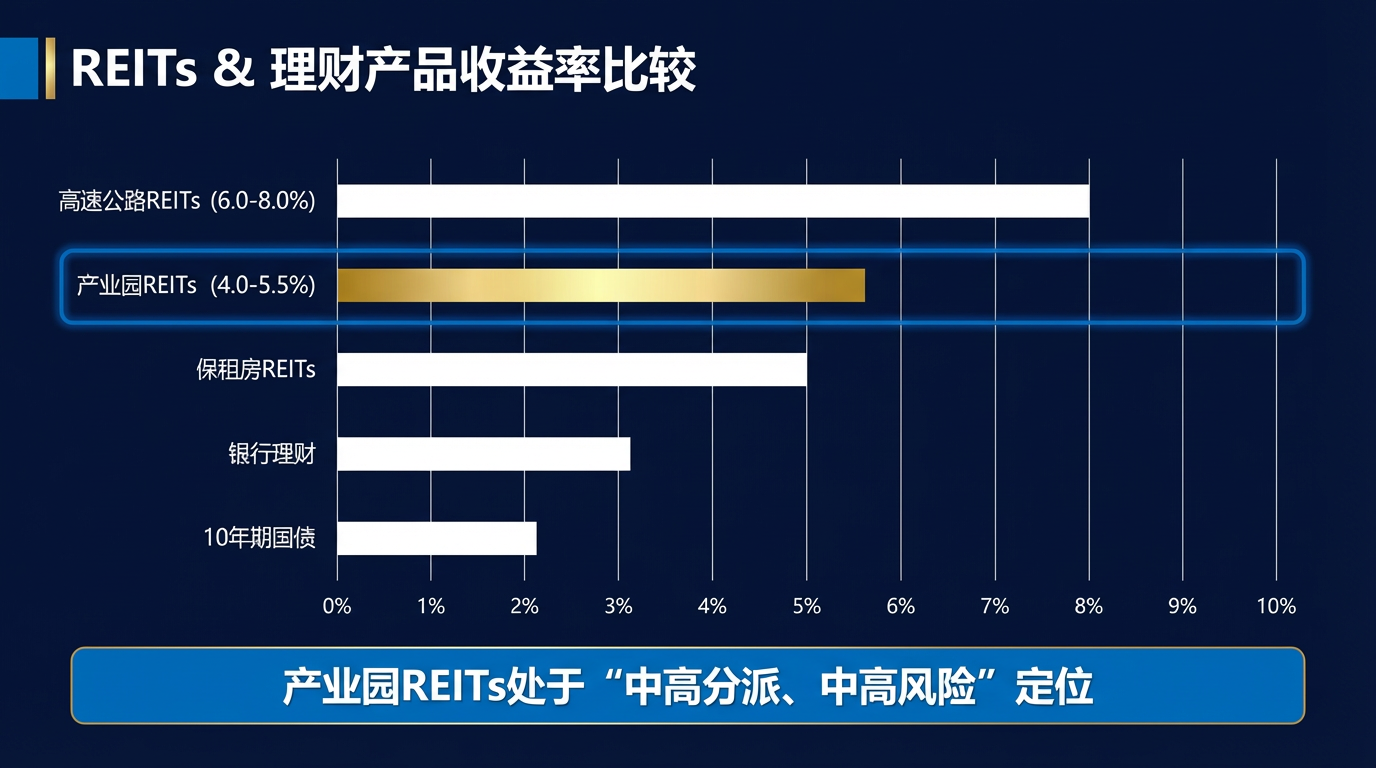 REITs & 理财产品收益率比较
高速公路REITs (6.0-8.0%)
产业园REITs (4.0-5.5%)
保租房REITs
银行理财
10年期国债
0% 1% 2% 3% 4% 5% 6% 7% 8% 9% 10%
产业园REITs处于“中高分派、中高风险”定位